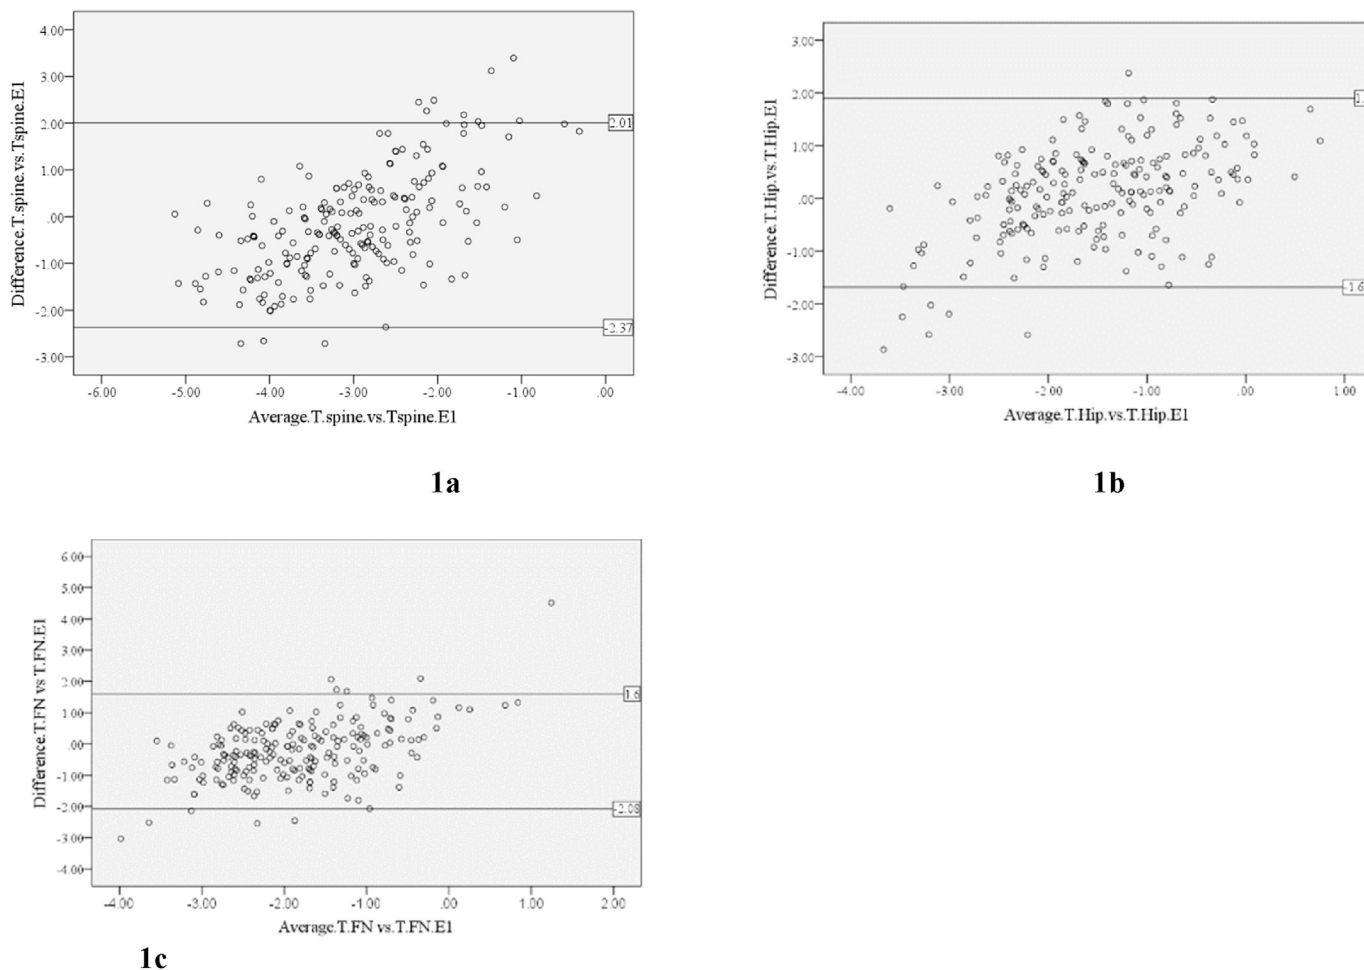 4.00
3.00
2.00
1.00
.00
-1.00
-2.00
-3.00
Difference.T.spine.vs.Tspine.E1
2.01
-2.37
-6.00 -5.00 -4.00 -3.00 -2.00 -1.00 .00
Average.T.spine.vs.Tspine.E1
1a
3.00
2.00
1.00
.00
-1.00
-2.00
-3.00
Difference.T.Hip.vs.T.Hip.E1
1.
-1.6
-4.00 -3.00 -2.00 -1.00 .00 1.00
Average.T.Hip.vs.T.Hip.E1
1b
6.00
5.00
4.00
3.00
2.00
1.00
.00
-1.00
-2.00
-3.00
-4.00
Difference.T.FN vs T.FN.E1
1.6
-2.08
-4.00 -3.00 -2.00 -1.00 .00 1.00 2.00
Average.T.FN vs.T.FN.E1
1c